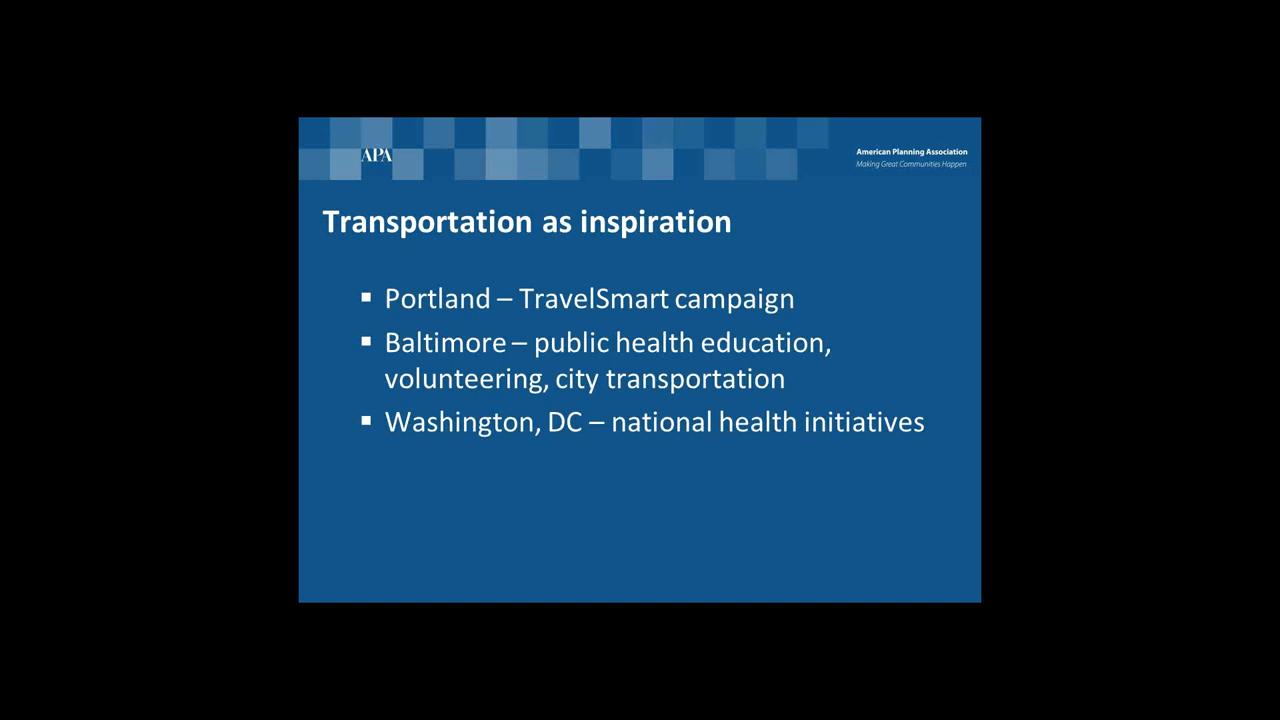 APA
American Planning Association
Making Great Communities Happen
Transportation as inspiration
▪ Portland – TravelSmart campaign
▪ Baltimore – public health education,
volunteering, city transportation
▪ Washington, DC – national health initiatives